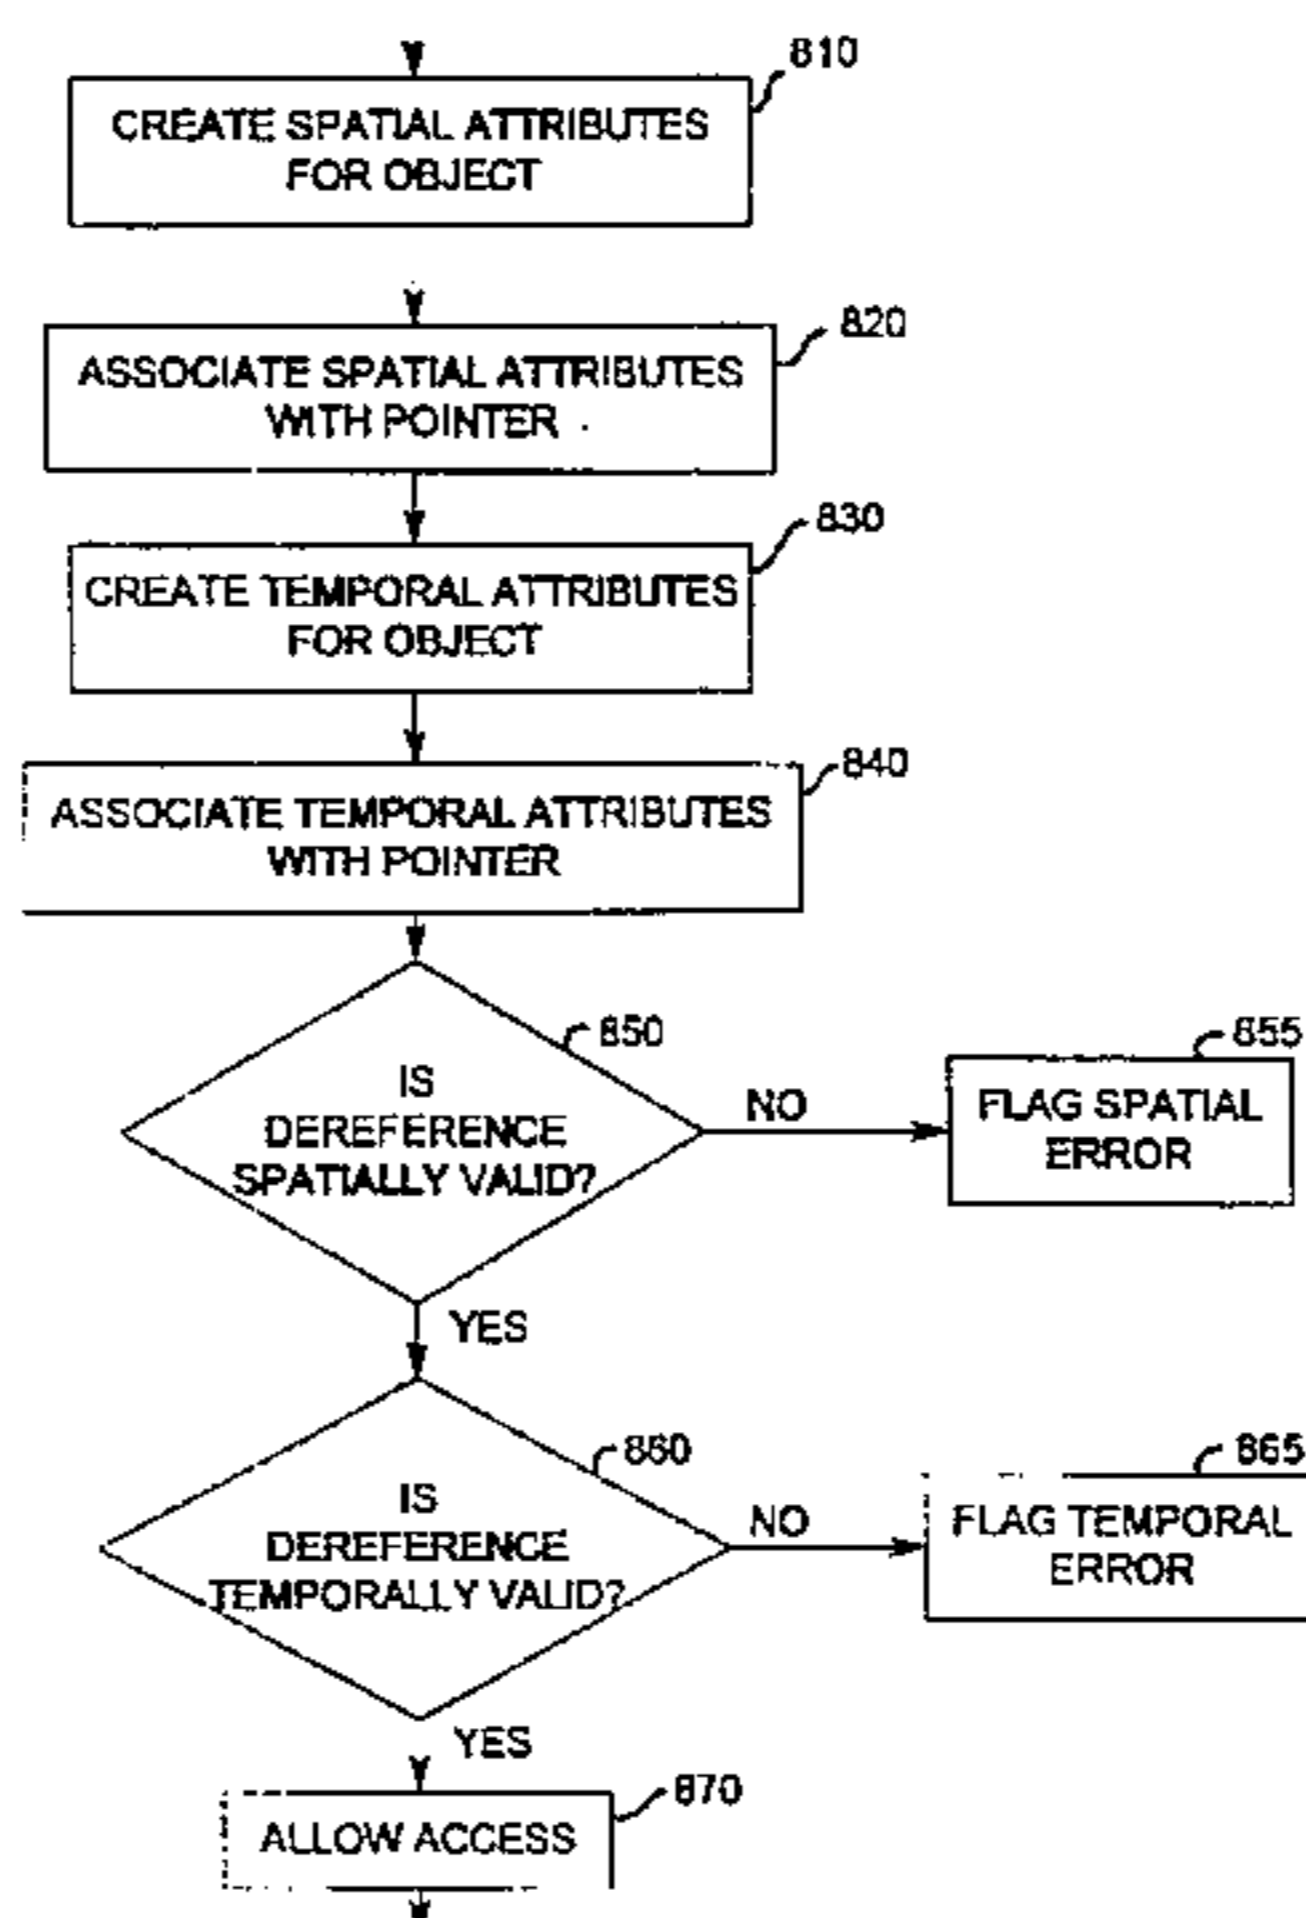 810
CREATE SPATIAL ATTRIBUTES
FOR OBJECT
820
ASSOCIATE SPATIAL ATTRIBUTES
WITH POINTER
830
CREATE TEMPORAL ATTRIBUTES
FOR OBJECT
840
ASSOCIATE TEMPORAL ATTRIBUTES
WITH POINTER
850
IS
DEREFERENCE
SPATIALLY VALID?
NO
855
FLAG SPATIAL
ERROR
YES
860
IS
DEREFERENCE
TEMPORALLY VALID?
NO
865
FLAG TEMPORAL
ERROR
YES
870
ALLOW ACCESS